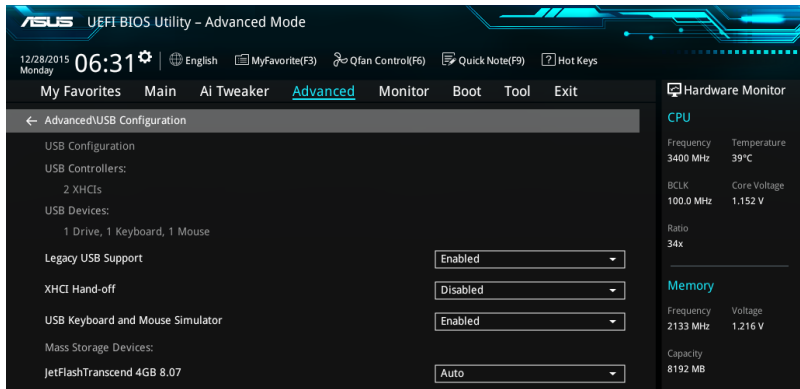 ASUS UEFI BIOS Utility – Advanced Mode
12/28/2015 Monday 06:31 English MyFavorite(F3) Qfan Control(F6) Quick Note(F9) ? Hot Keys
My Favorites Main Ai Tweaker Advanced Monitor Boot Tool Exit
← Advanced\USB Configuration
USB Configuration
USB Controllers:
2 XHCIs
USB Devices:
1 Drive, 1 Keyboard, 1 Mouse
Legacy USB Support Enabled
XHCI Hand-off Disabled
USB Keyboard and Mouse Simulator Enabled
Mass Storage Devices:
JetFlashTranscend 4GB 8.07 Auto
Hardware Monitor
CPU
Frequency Temperature
3400 MHz 39°C
BCLK Core Voltage
100.0 MHz 1.152 V
Ratio
34x
Memory
Frequency Voltage
2133 MHz 1.216 V
Capacity
8192 MB